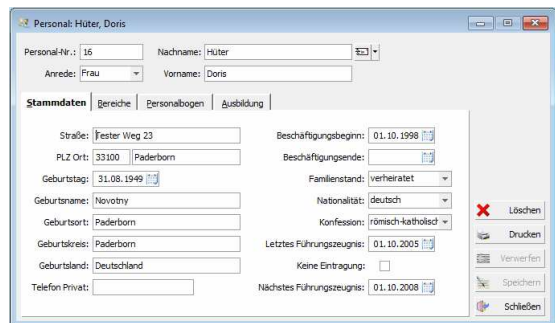 Personal: Hüter, Doris
Personal-Nr.: 16 Nachname: Hüter
Anrede: Frau Vorname: Doris
Stammdaten Bereiche Personalbogen Ausbildung
Straße: Fester Weg 23 Beschäftigungsbeginn: 01.10.1998
PLZ Ort: 33100 Paderborn Beschäftigungsende:
Geburtstag: 31.08.1949 Familienstand: verheiratet
Geburtsname: Novotny Nationalität: deutsch
Geburtsort: Paderborn Konfession: römisch-katholisch
Löschen
Geburtskreis: Paderborn Letztes Führungszeugnis: 01.10.2005
Drucken
Geburtsland: Deutschland Keine Eintragung:
Verwerfen
Telefon Privat: Nächstes Führungszeugnis: 01.10.2008
Speichern
Schließen